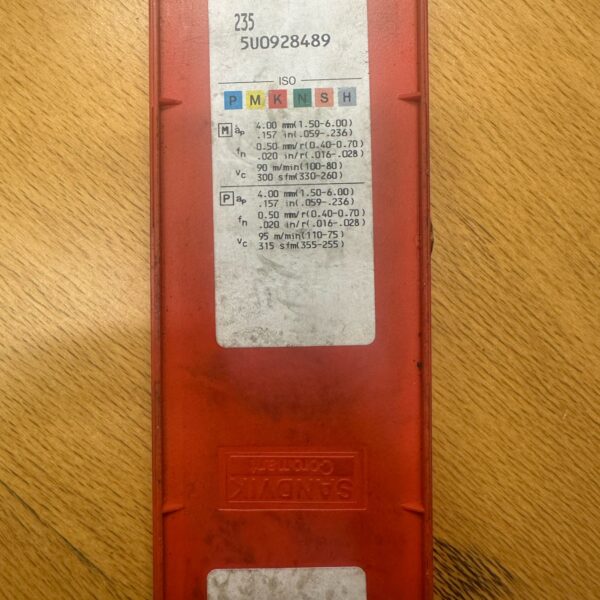 235
5U0928489
ISO
P M K N S H
M ap 4.00 mm(1.50-6.00)
.157 in(.059-.236)
fn 0.50 mm/r(0.40-0.70)
.020 in/r(.016-.028)
vc 90 m/min(100-80)
300 sfm(330-260)
P ap 4.00 mm(1.50-6.00)
.157 in(.059-.236)
fn 0.50 mm/r(0.40-0.70)
.020 in/r(.016-.028)
vc 95 m/min(110-75)
315 sfm(355-255)
SANDVIK
Coromant